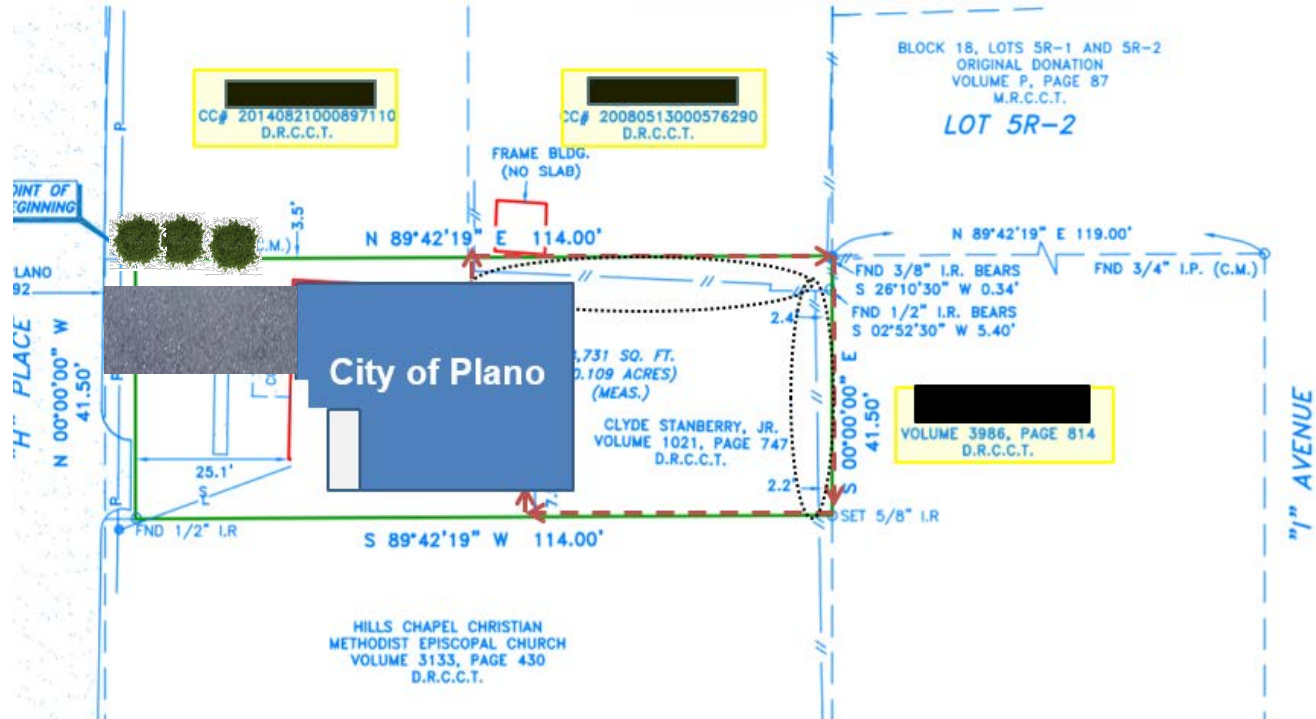 BLOCK 18, LOTS 5R-1 AND 5R-2
ORIGINAL DONATION
VOLUME P, PAGE 87
M.R.C.C.T.
LOT 5R-2
CC# 20140821000897110
D.R.C.C.T.
CC# 20080513000576290
D.R.C.C.T.
FRAME BLDG.
(NO SLAB)
P
3.5'
N 89°42'19" E 114.00'
N 89°42'19" E 119.00'
FND 3/8" I.R. BEARS
S 26°10'30" W 0.34'
FND 3/4" I.P. (C.M.)
FND 1/2" I.R. BEARS
S 02°52'30" W 5.40'
2.4
"H" PLACE
N 00°00'00" W
41.50'
City of Plano
,731 SQ. FT.
0.109 ACRES)
(MEAS.)
CLYDE STANBERRY, JR.
VOLUME 1021, PAGE 747
D.R.C.C.T.
S 00°00'00" E
41.50'
VOLUME 3986, PAGE 814
D.R.C.C.T.
"I" AVENUE
25.1'
2.2'
P
FND 1/2" I.R
SET 5/8" I.R
S 89°42'19" W 114.00'
HILLS CHAPEL CHRISTIAN
METHODIST EPISCOPAL CHURCH
VOLUME 3133, PAGE 430
D.R.C.C.T.